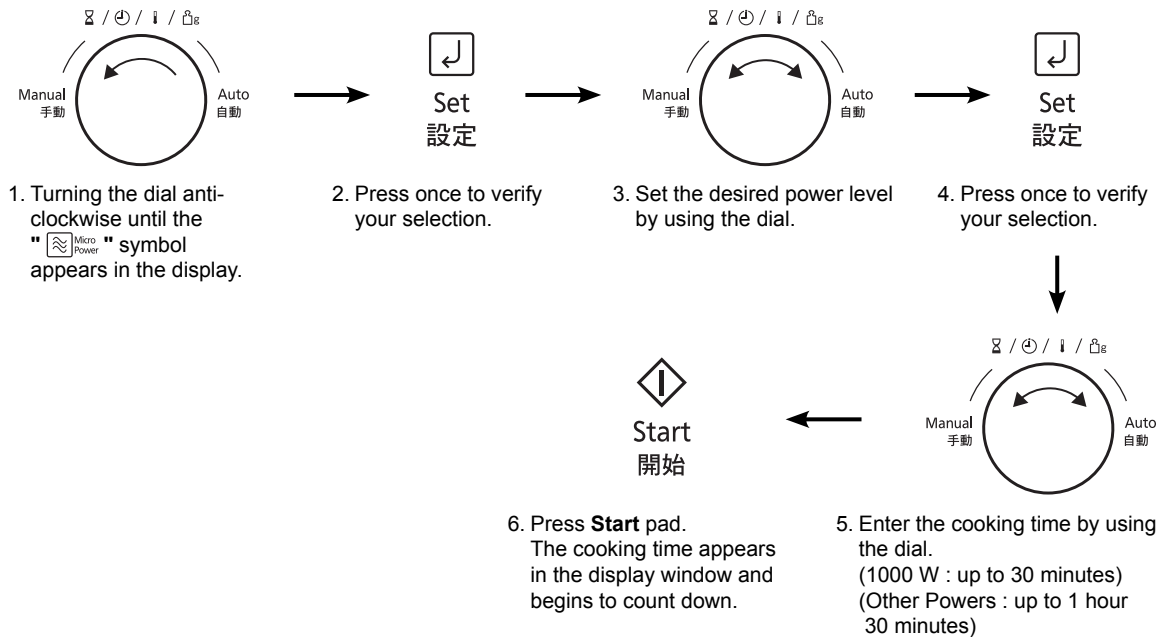 Manual
手動
Auto
自動
Set
設定
Manual
手動
Auto
自動
Set
設定
1. Turning the dial anti-
clockwise until the
" Micro Power " symbol
appears in the display.
2. Press once to verify
your selection.
3. Set the desired power level
by using the dial.
4. Press once to verify
your selection.
g
g
g
Manual
手動
Auto
自動
Start
開始
6. Press Start pad.
The cooking time appears
in the display window and
begins to count down.
5. Enter the cooking time by using
the dial.
(1000 W : up to 30 minutes)
(Other Powers : up to 1 hour
30 minutes)